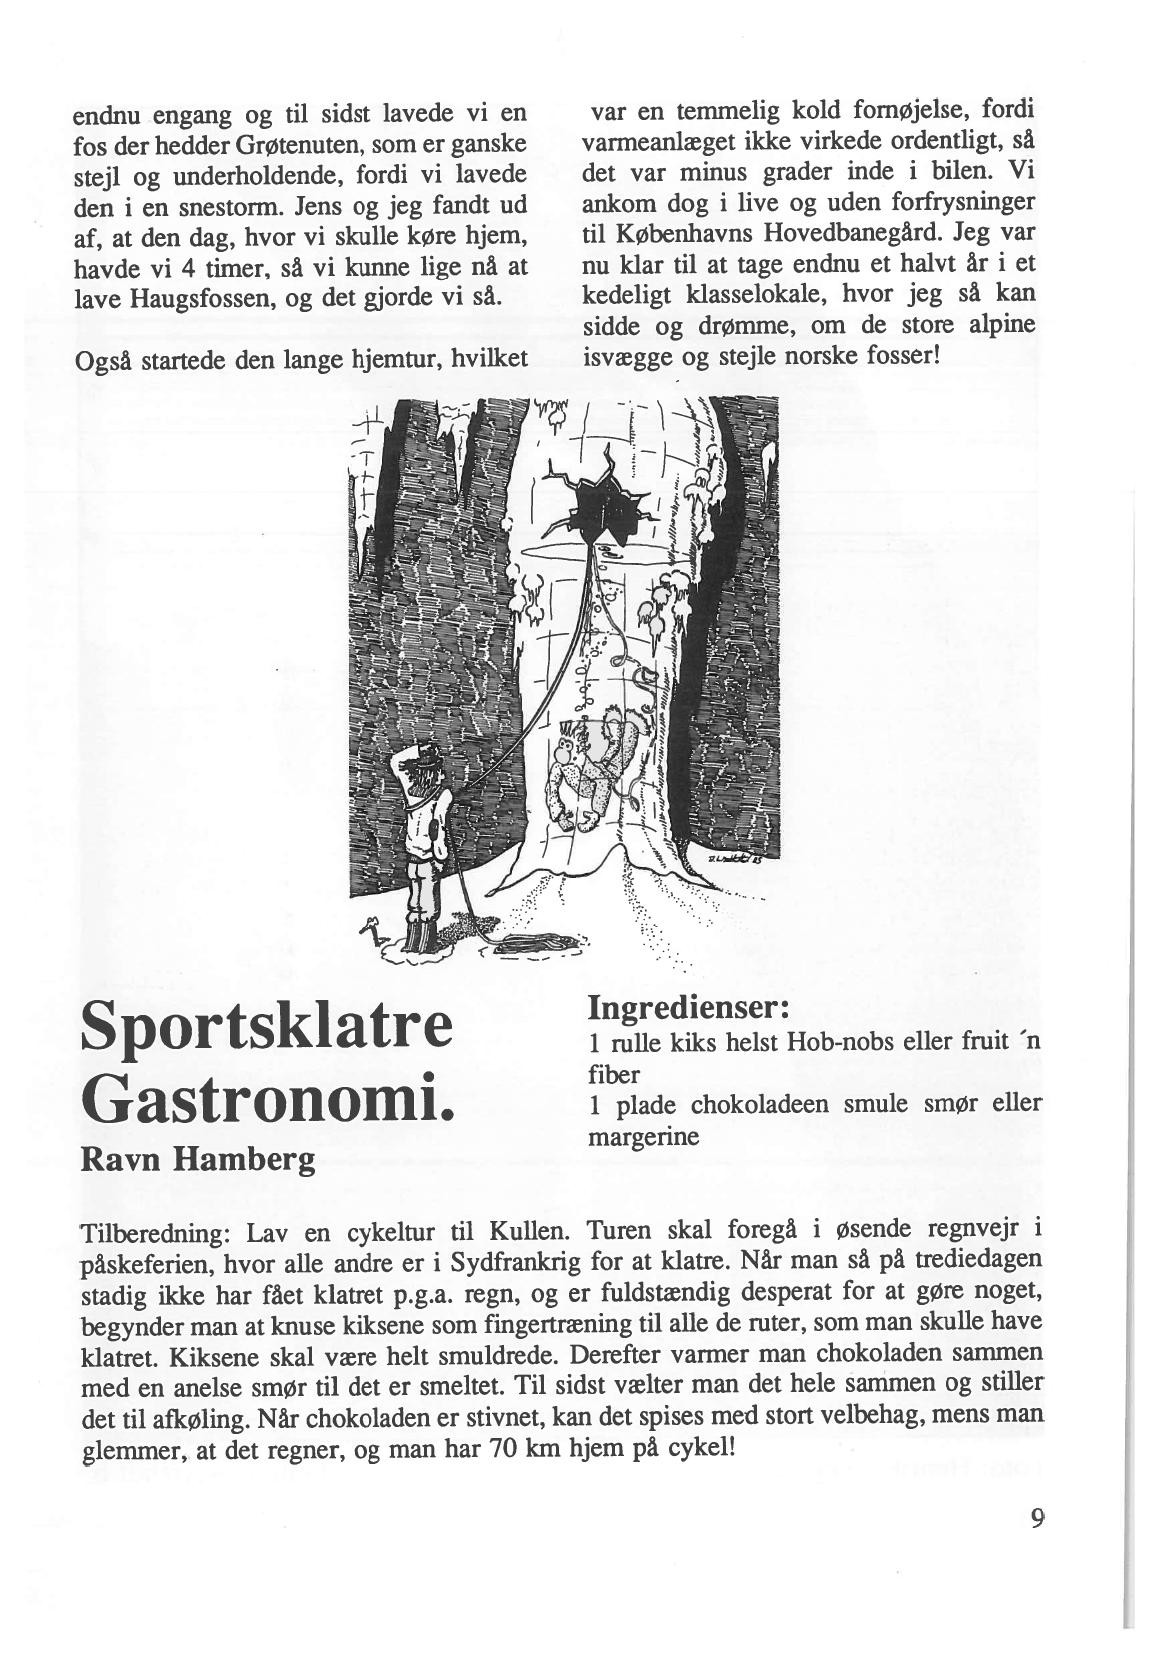 endnu engang og til sidst lavede vi en
fos der hedder Grøtenuten, som er ganske
stejl og underholdende, fordi vi lavede
den i en snestorm. Jens og jeg fandt ud
af, at den dag, hvor vi skulle køre hjem,
havde vi 4 timer, så vi kunne lige nå at
lave Haugsfossen, og det gjorde vi så.
Også startede den lange hjemtur, hvilket
var en temmelig kold fornøjelse, fordi
varmeanlæget ikke virkede ordentligt, så
det var minus grader inde i bilen. Vi
ankom dog i live og uden forfrysninger
til Københavns Hovedbanegård. Jeg var
nu klar til at tage endnu et halvt år i et
kedeligt klasselokale, hvor jeg så kan
sidde og drømme, om de store alpine
isvægge og stejle norske fosser!
Sportsklatre
Gastronomi.
Ravn Hamberg
Ingredienser:
1 rulle kiks helst Hob-nobs eller fruit ´n
fiber
1 plade chokoladeen smule smør eller
margerine
Tilberedning: Lav en cykeltur til Kullen. Turen skal foregå i øsende regnvejr i
påskeferien, hvor alle andre er i Sydfrankrig for at klatre. Når man så på trediedagen
stadig ikke har fået klatret p.g.a. regn, og er fuldstændig desperat for at gøre noget,
begynder man at knuse kiksene som fingertræning til alle de ruter, som man skulle have
klatret. Kiksene skal være helt smuldrede. Derefter varmer man chokoladen sammen
med en anelse smør til det er smeltet. Til sidst vælter man det hele sammen og stiller
det til afkøling. Når chokoladen er stivnet, kan det spises med stort velbehag, mens man
glemmer, at det regner, og man har 70 km hjem på cykel!
9